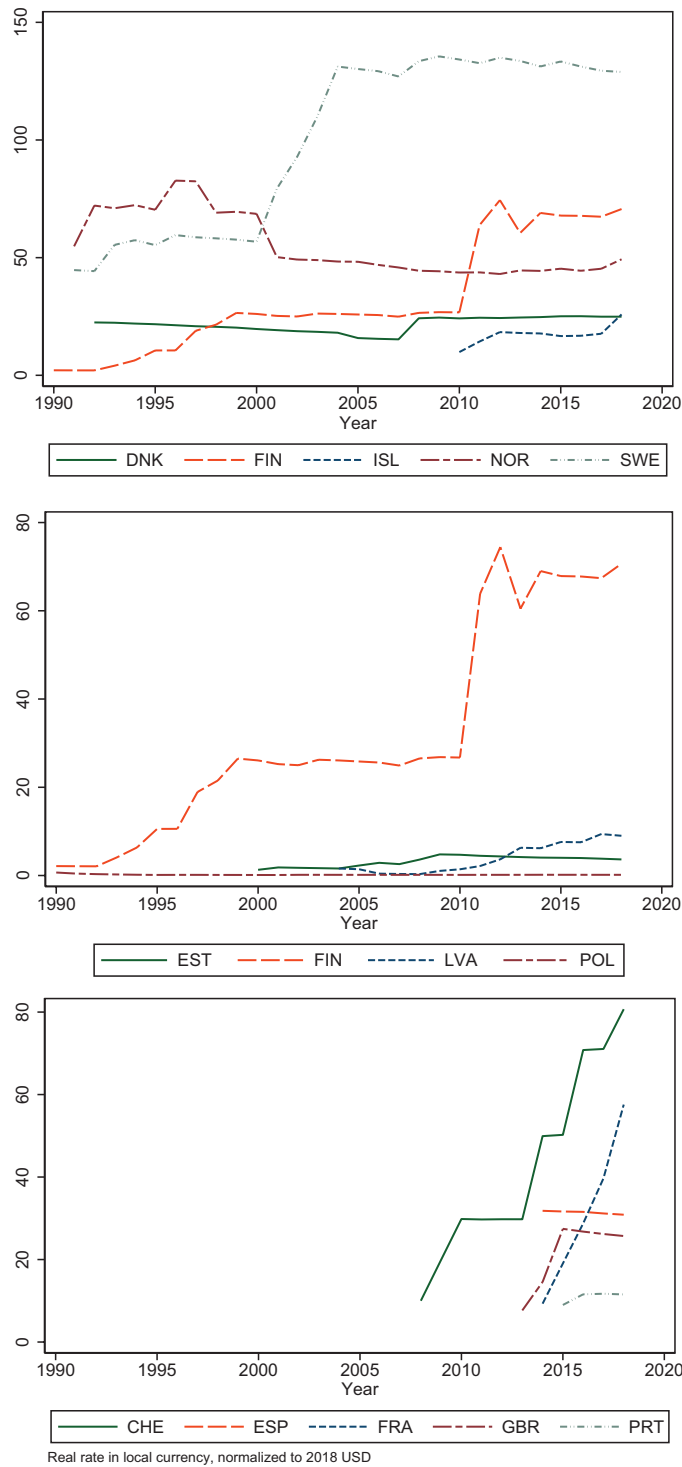 150
100
50
0
1990 1995 2000 2005 2010 2015 2020
Year
DNK FIN ISL NOR SWE
80
60
40
20
0
1990 1995 2000 2005 2010 2015 2020
Year
EST FIN LVA POL
80
60
40
20
0
1990 1995 2000 2005 2010 2015 2020
Year
CHE ESP FRA GBR PRT
Real rate in local currency, normalized to 2018 USD